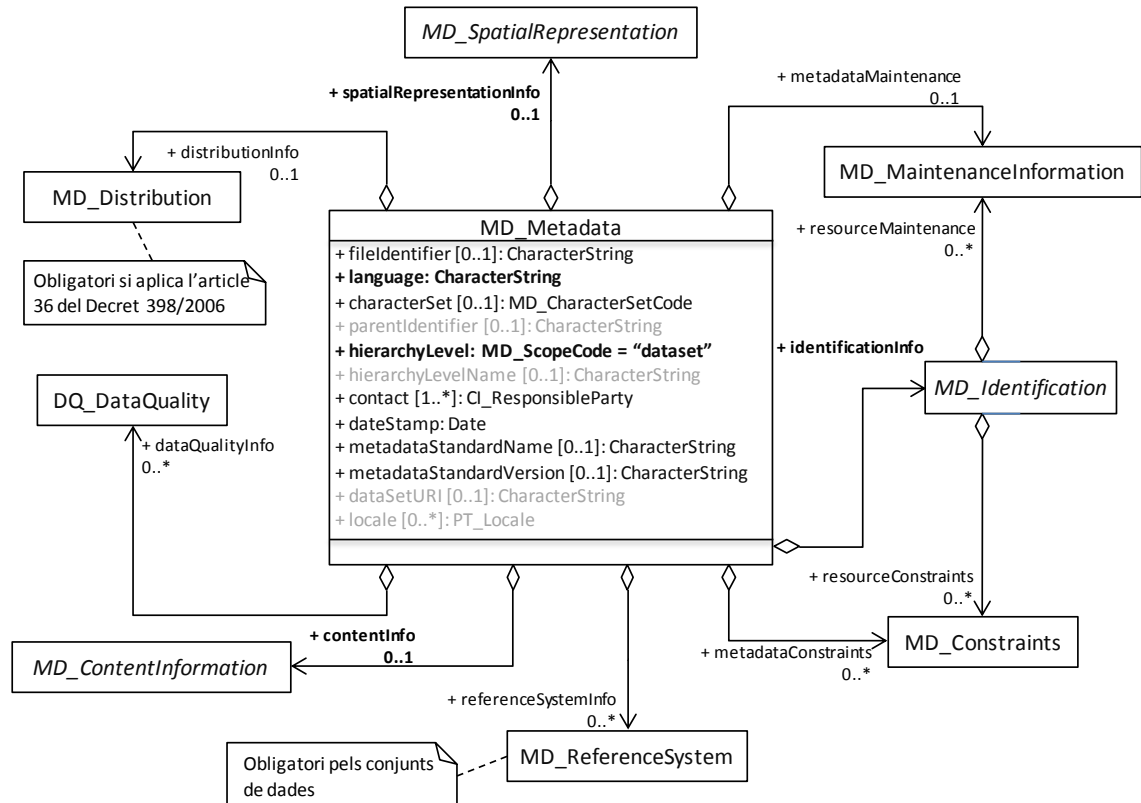 MD_SpatialRepresentation
+ spatialRepresentationInfo
0..1
+ metadataMaintenance
0..1
+ distributionInfo
0..1
MD_Distribution
MD_MaintenanceInformation
+ resourceMaintenance
0..*
Obligatori si aplica l’article
36 del Decret 398/2006
MD_Metadata
+ fileIdentifier [0..1]: CharacterString
+ language: CharacterString
+ characterSet [0..1]: MD_CharacterSetCode
+ parentIdentifier [0..1]: CharacterString
+ hierarchyLevel: MD_ScopeCode = “dataset”
+ hierarchyLevelName [0..1]: CharacterString
+ contact [1..*]: CI_ResponsibleParty
+ dateStamp: Date
+ metadataStandardName [0..1]: CharacterString
+ metadataStandardVersion [0..1]: CharacterString
+ dataSetURI [0..1]: CharacterString
+ locale [0..*]: PT_Locale
+ identificationInfo
MD_Identification
DQ_DataQuality
+ dataQualityInfo
0..*
+ resourceConstraints
0..*
+ contentInfo
0..1
MD_ContentInformation
+ metadataConstraints
0..*
MD_Constraints
+ referenceSystemInfo
0..*
MD_ReferenceSystem
Obligatori pels conjunts
de dades